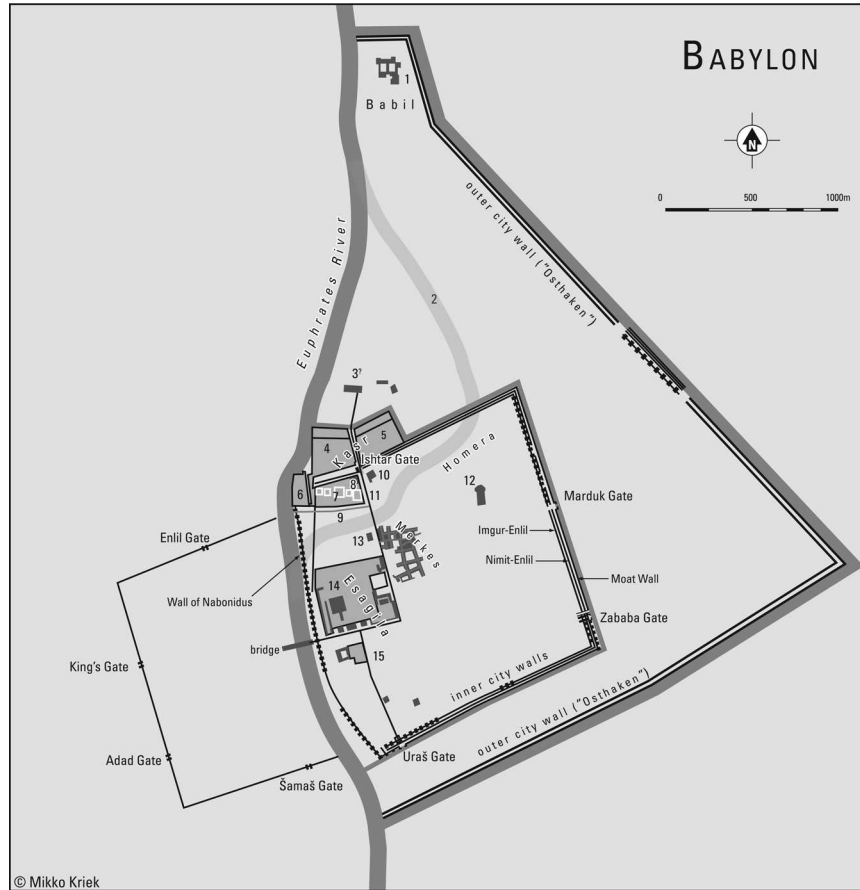 BABYLON
1
Babil
N
0 500 1000m
outer city wall ("Osthaken")
Euphrates River
2
3?
4
5
Kasr
Ishtar Gate
Homera
6
7
8
10
11
12
9
Marduk Gate
Enlil Gate
13
Merkes
Imgur-Enlil
Nimit-Enlil
Moat Wall
Wall of Nabonidus
14
Esagila
Zababa Gate
bridge
15
King's Gate
inner city walls
outer city wall ("Osthaken")
Adad Gate
Uraš Gate
Šamaš Gate
© Mikko Kriek